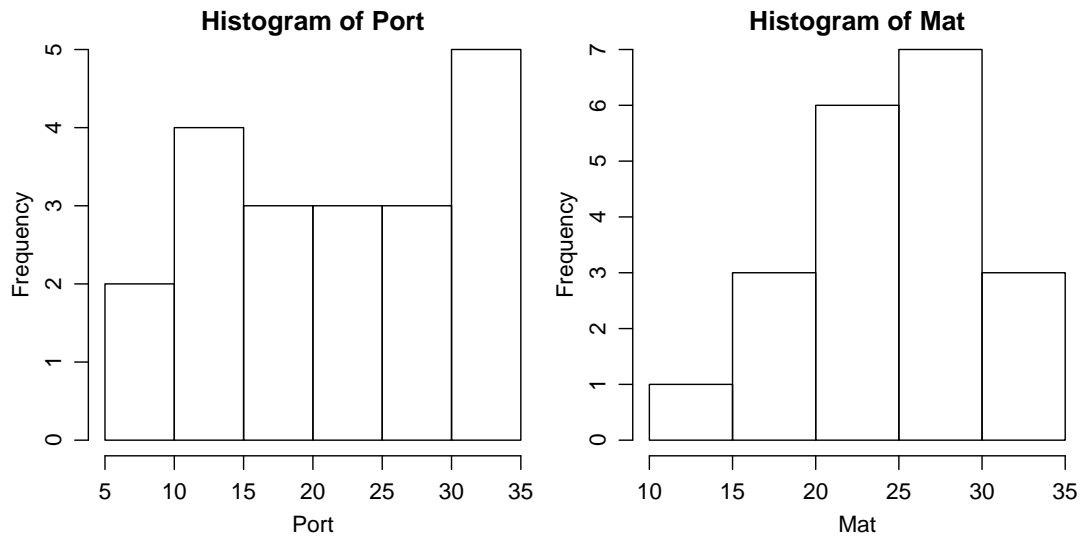 Histogram of Port
Frequency
0 1 2 3 4 5
5 10 15 20 25 30 35
Port
Histogram of Mat
Frequency
0 1 2 3 4 5 6 7
10 15 20 25 30 35
Mat